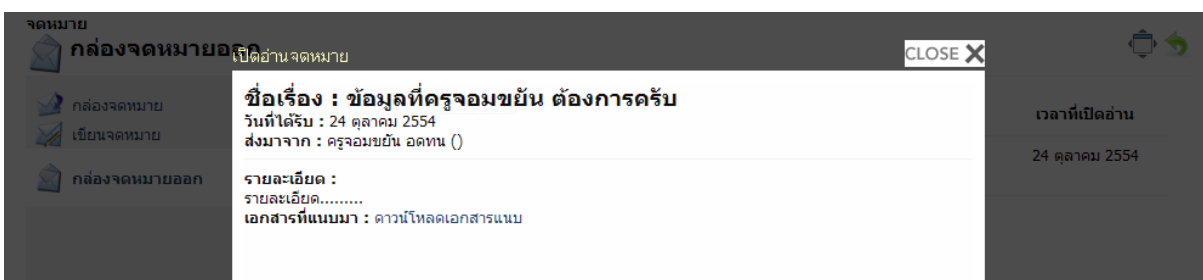 จดหมาย
กล่องจดหมายออก
เปิดอ่านจดหมาย
CLOSE
กล่องจดหมาย
เขียนจดหมาย
กล่องจดหมายออก
ชื่อเรื่อง : ข้อมูลที่ครูจอมขยัน ต้องการครับ
วันที่ได้รับ : 24 ตุลาคม 2554
ส่งมาจาก : ครูจอมขยัน อดทน ()
รายละเอียด :
รายละเอียด.........
เอกสารที่แนบมา : ดาวน์โหลดเอกสารแนบ
เวลาที่เปิดอ่าน
24 ตุลาคม 2554